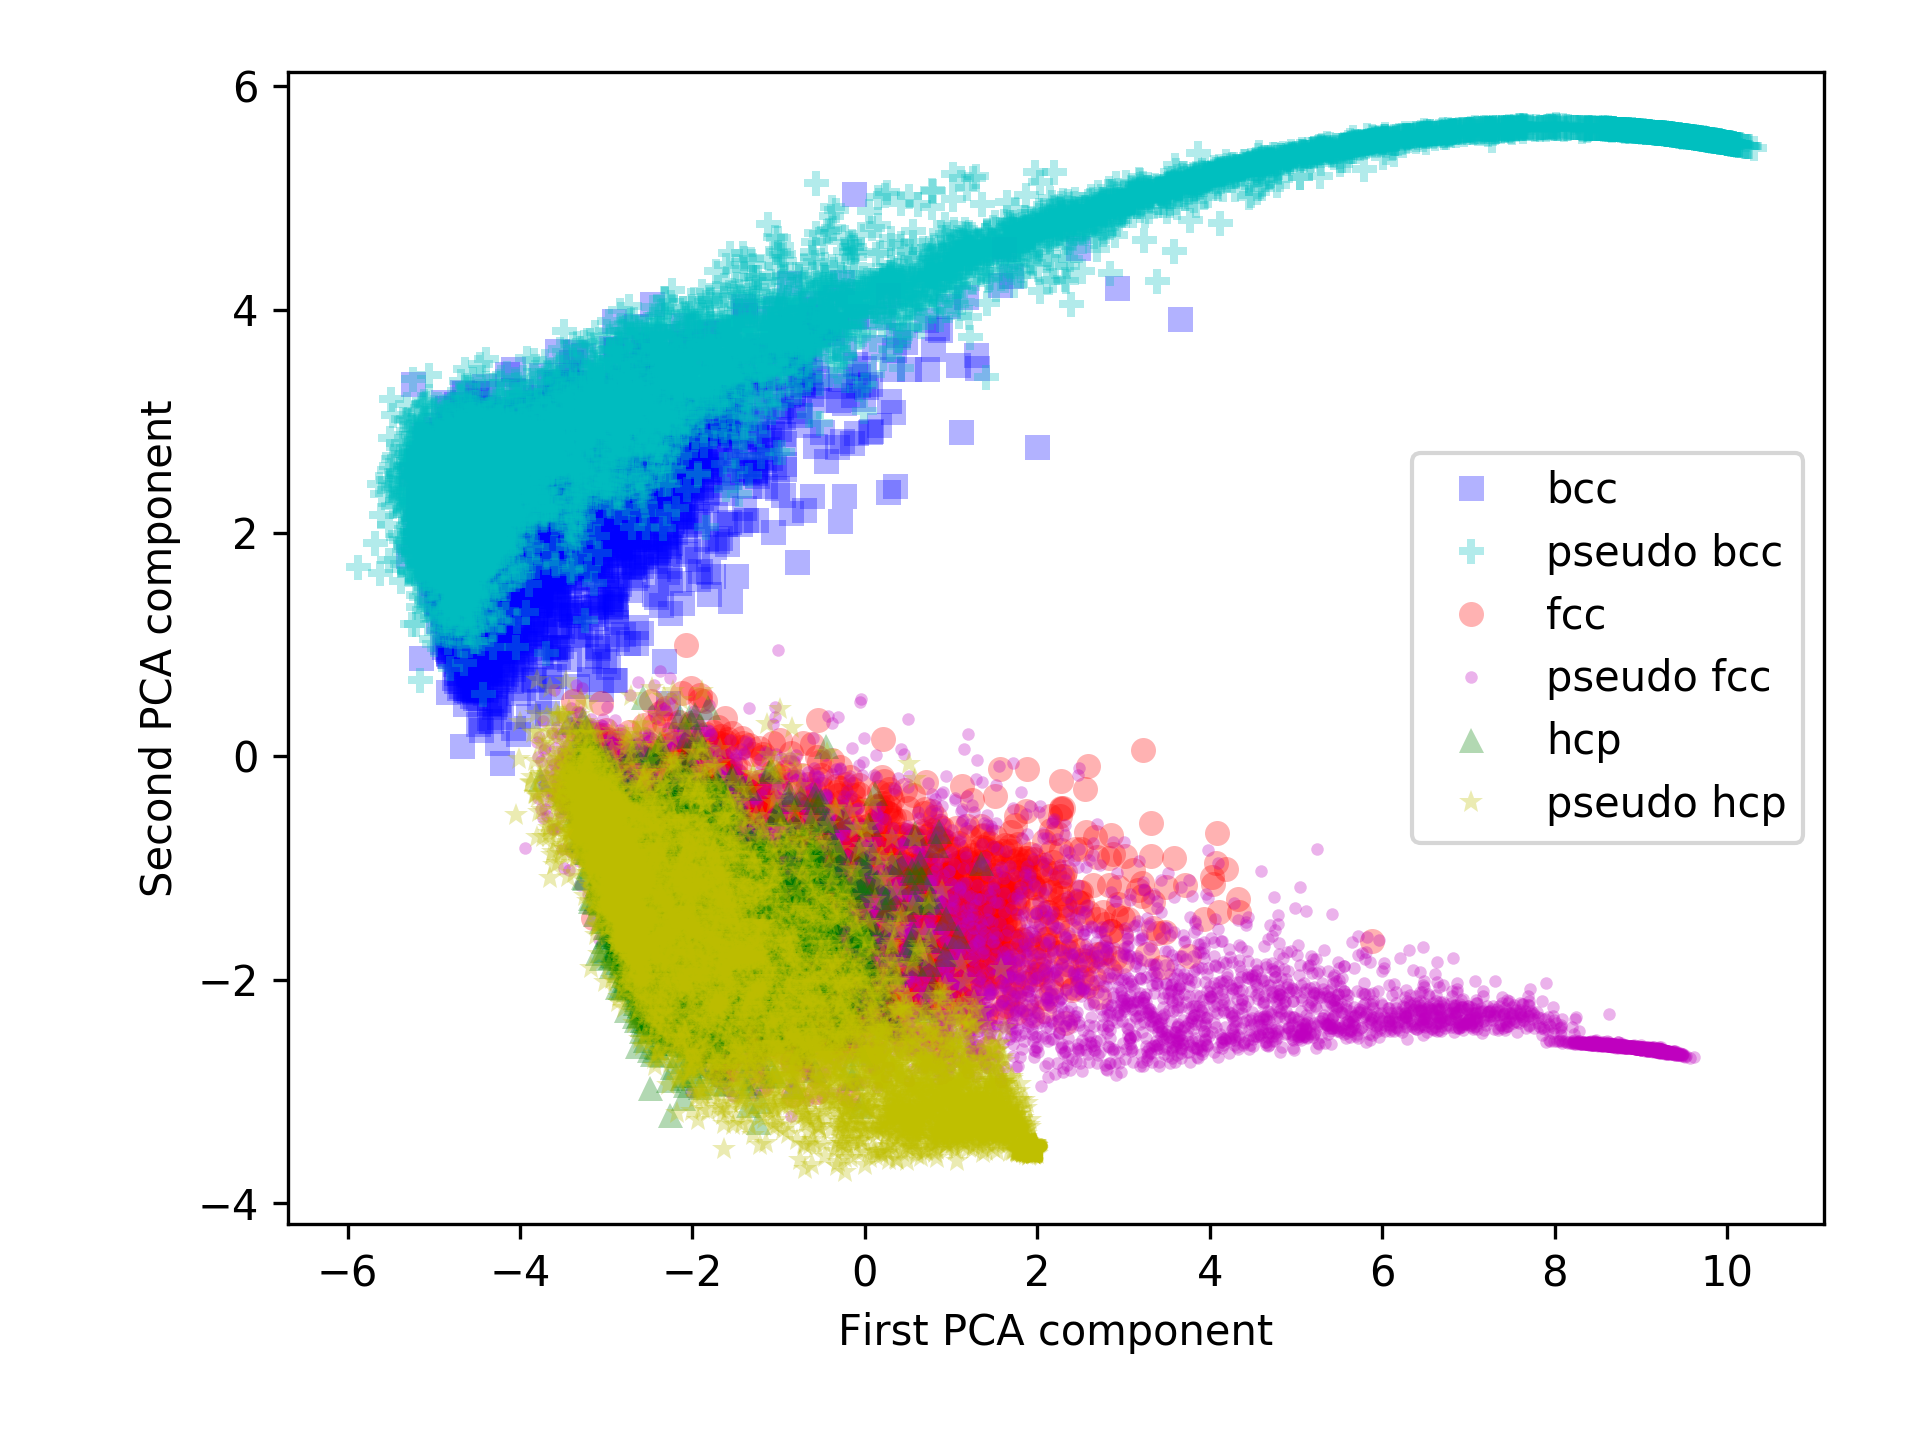 6
4
2
0
−2
−4
Second PCA component
bcc
pseudo bcc
fcc
pseudo fcc
hcp
pseudo hcp
−6 −4 −2 0 2 4 6 8 10
First PCA component